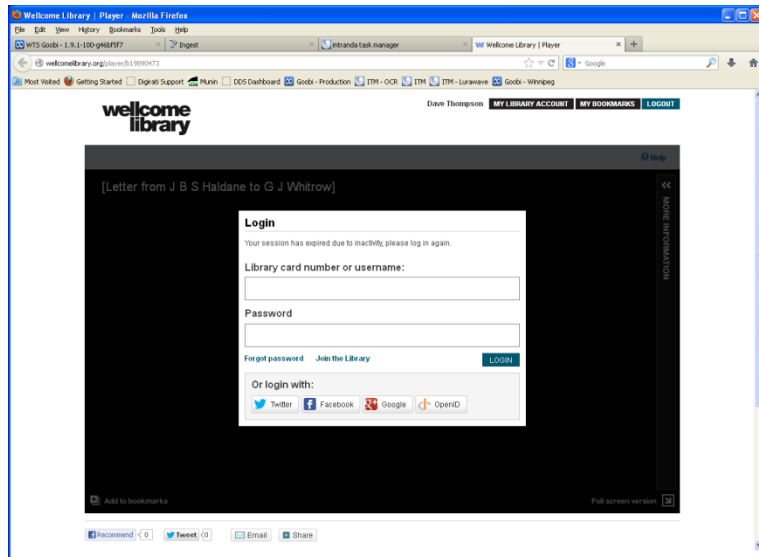 Wellcome Library | Player - Mozilla Firefox
File Edit View History Bookmarks Tools Help
WTS Goobi - 1.9.1-100-g46bf5f7 Ingest intranda task manager Wellcome Library | Player
wellcomelibrary.org/player/b19890473 Google
Most Visited Getting Started Digirati Support Munin DDS Dashboard Goobi - Production ITM - OCR ITM ITM - Lurawave Goobi - Winnipeg
wellcome library
Dave Thompson MY LIBRARY ACCOUNT MY BOOKMARKS LOGOUT
Help
[Letter from J B S Haldane to G J Whitrow]
MORE INFORMATION
Login
Your session has expired due to inactivity, please log in again.
Library card number or username:
Password
Forgot password Join the Library LOGIN
Or login with:
Twitter Facebook Google OpenID
Add to bookmarks Full screen version
Recommend 0 Tweet 0 Email Share